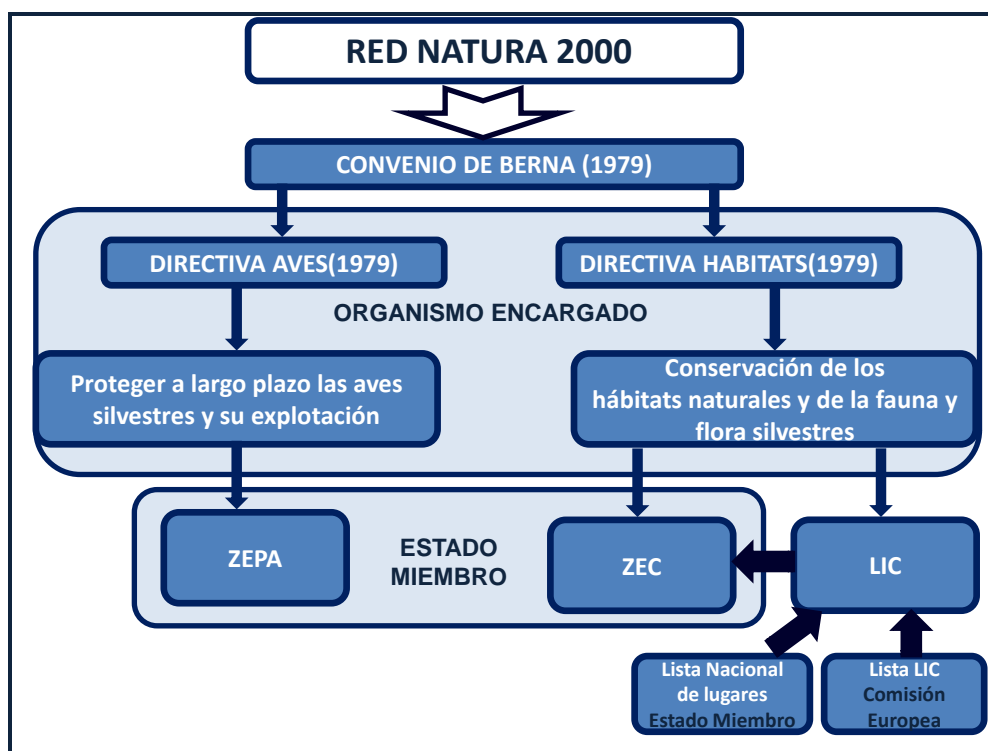 RED NATURA 2000
CONVENIO DE BERNA (1979)
DIRECTIVA AVES(1979)
DIRECTIVA HABITATS(1979)
ORGANISMO ENCARGADO
Proteger a largo plazo las aves
silvestres y su explotación
Conservación de los
hábitats naturales y de la fauna y
flora silvestres
ZEPA
ESTADO
MIEMBRO
ZEC
LIC
Lista Nacional
de lugares
Estado Miembro
Lista LIC
Comisión
Europea